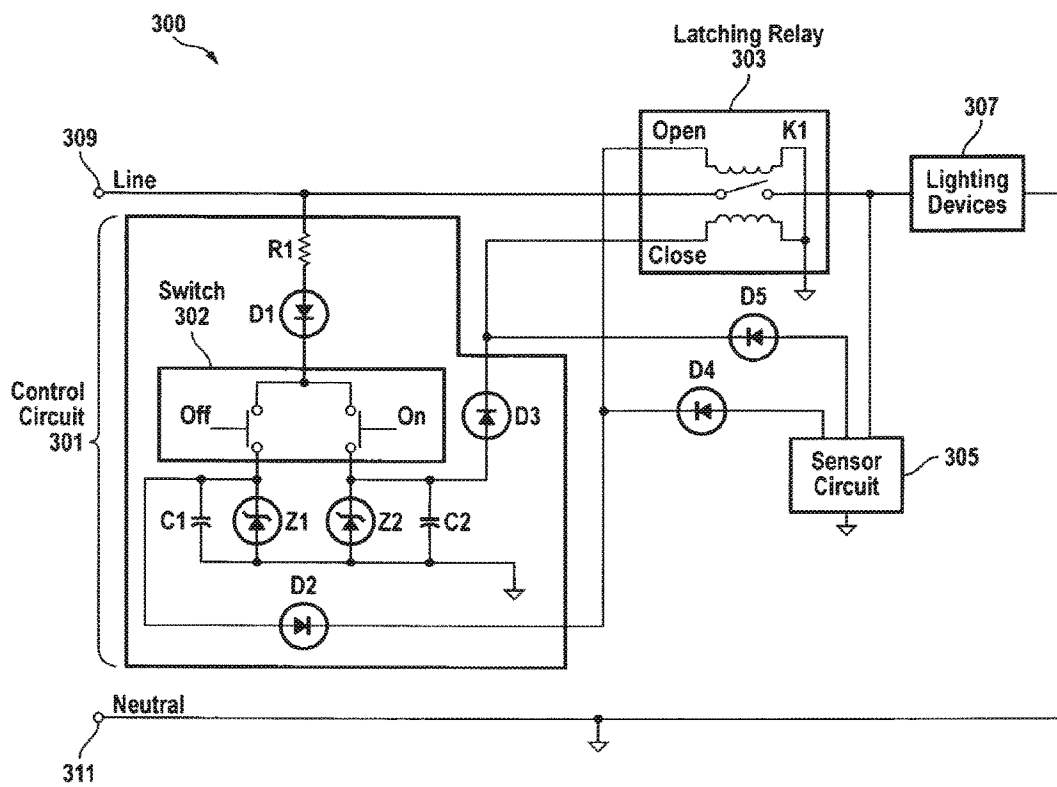 300
Latching Relay
303
309
Line
Open
K1
307
Lighting
Devices
R1
Close
Switch
302
D1
D5
Control
Circuit
301
Off
On
D3
D4
Sensor
Circuit
305
C1
Z1
Z2
C2
D2
Neutral
311